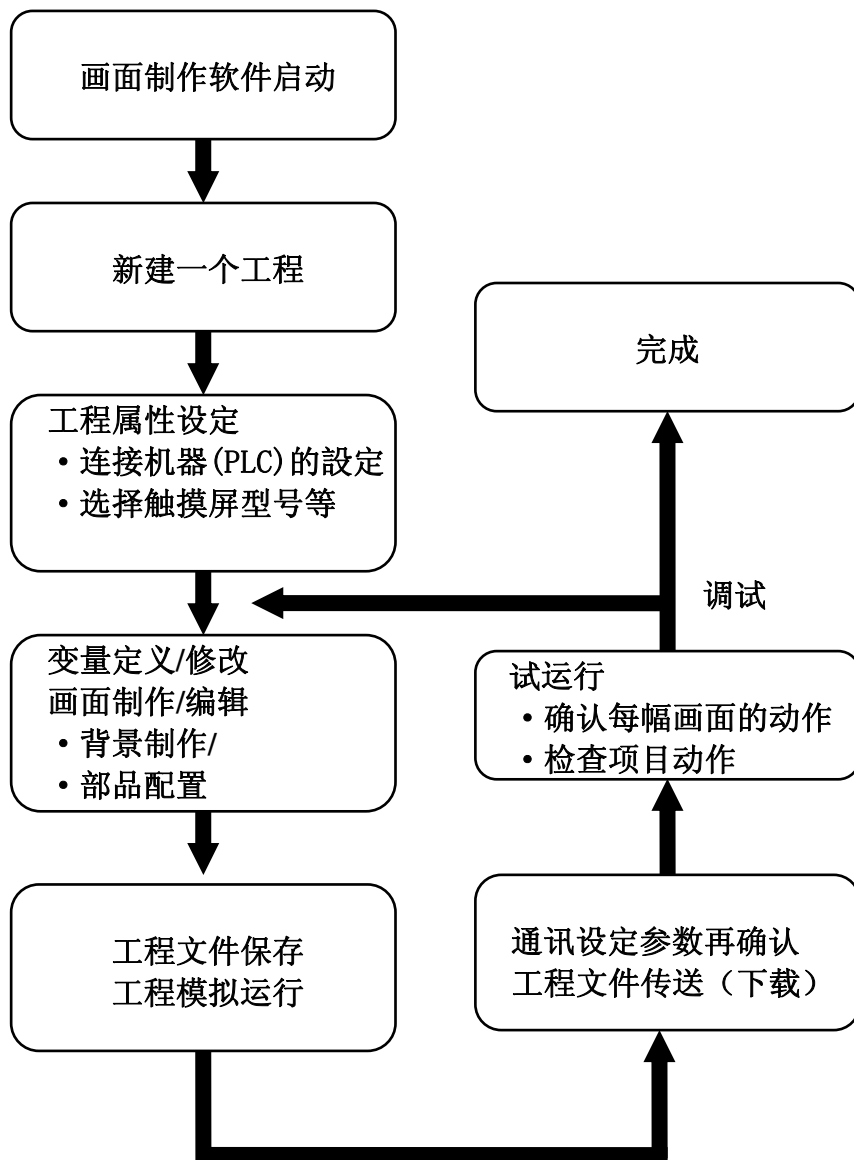 画面制作软件启动
新建一个工程
工程属性设定
・连接机器(PLC)的設定
・选择触摸屏型号等
变量定义/修改
画面制作/编辑
・背景制作/
・部品配置
工程文件保存
工程模拟运行
通讯设定参数再确认
工程文件传送（下载）
试运行
・确认每幅画面的动作
・检查项目动作
调试
完成